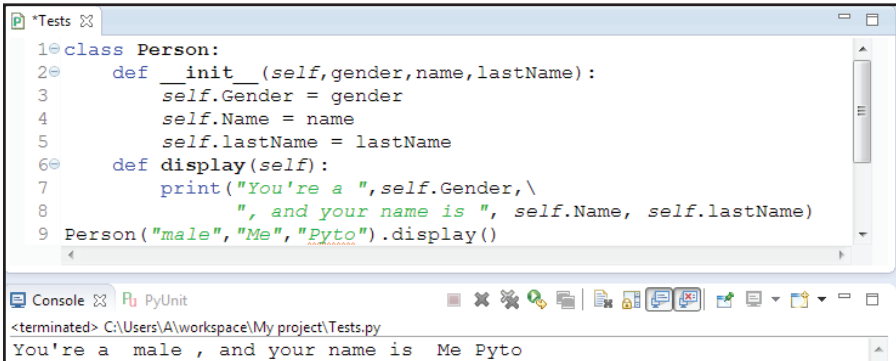 *Tests
1 class Person:
2     def __init__(self,gender,name,lastName):
3         self.Gender = gender
4         self.Name = name
5         self.lastName = lastName
6     def display(self):
7         print("You're a ",self.Gender,\
8               ", and your name is ", self.Name, self.lastName)
9 Person("male","Me","Pyto").display()
Console PyUnit
<terminated> C:\Users\A\workspace\My project\Tests.py
You're a  male , and your name is  Me Pyto